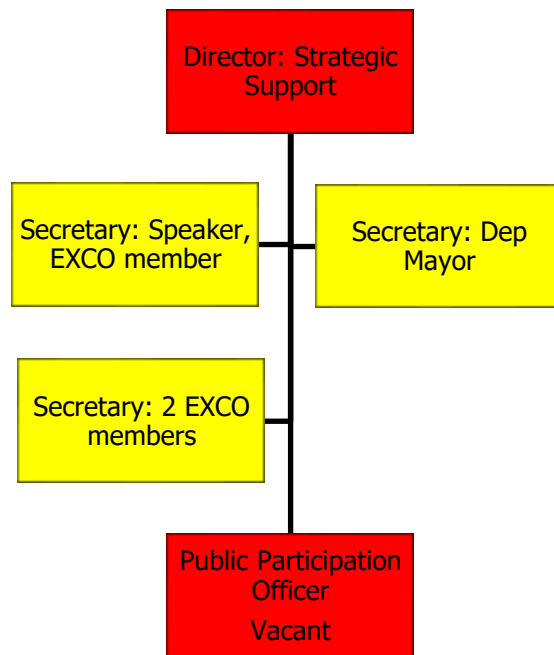 Director: Strategic
Support
Secretary: Speaker,
EXCO member
Secretary: Dep
Mayor
Secretary: 2 EXCO
members
Public Participation
Officer
Vacant